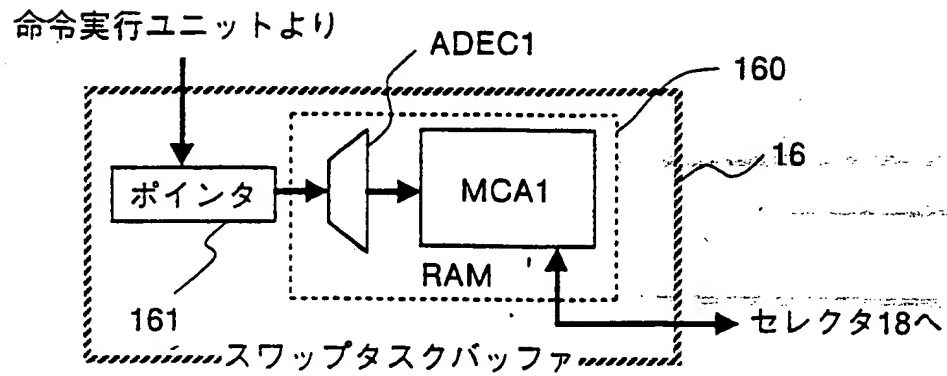 命令実行ユニットより
ADEC1
160
16
ポインタ
MCA1
RAM
161
セレクタ18へ
スワップタスクバッファ